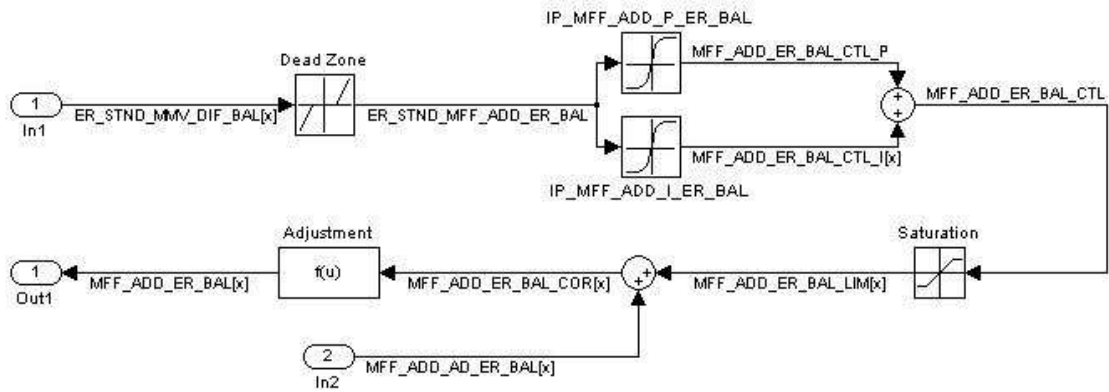 IP_MFF_ADD_P_ER_BAL
MFF_ADD_ER_BAL_CTL_P
Dead Zone
1
In1
ER_STND_MMV_DIF_BAL[x]
ER_STND_MFF_ADD_ER_BAL
MFF_ADD_ER_BAL_CTL
MFF_ADD_ER_BAL_CTL_I[x]
IP_MFF_ADD_I_ER_BAL
Adjustment
Saturation
1
Out1
MFF_ADD_ER_BAL[x]
f(u)
MFF_ADD_ER_BAL_COR[x]
MFF_ADD_ER_BAL_LIM[x]
2
In2
MFF_ADD_AD_ER_BAL[x]